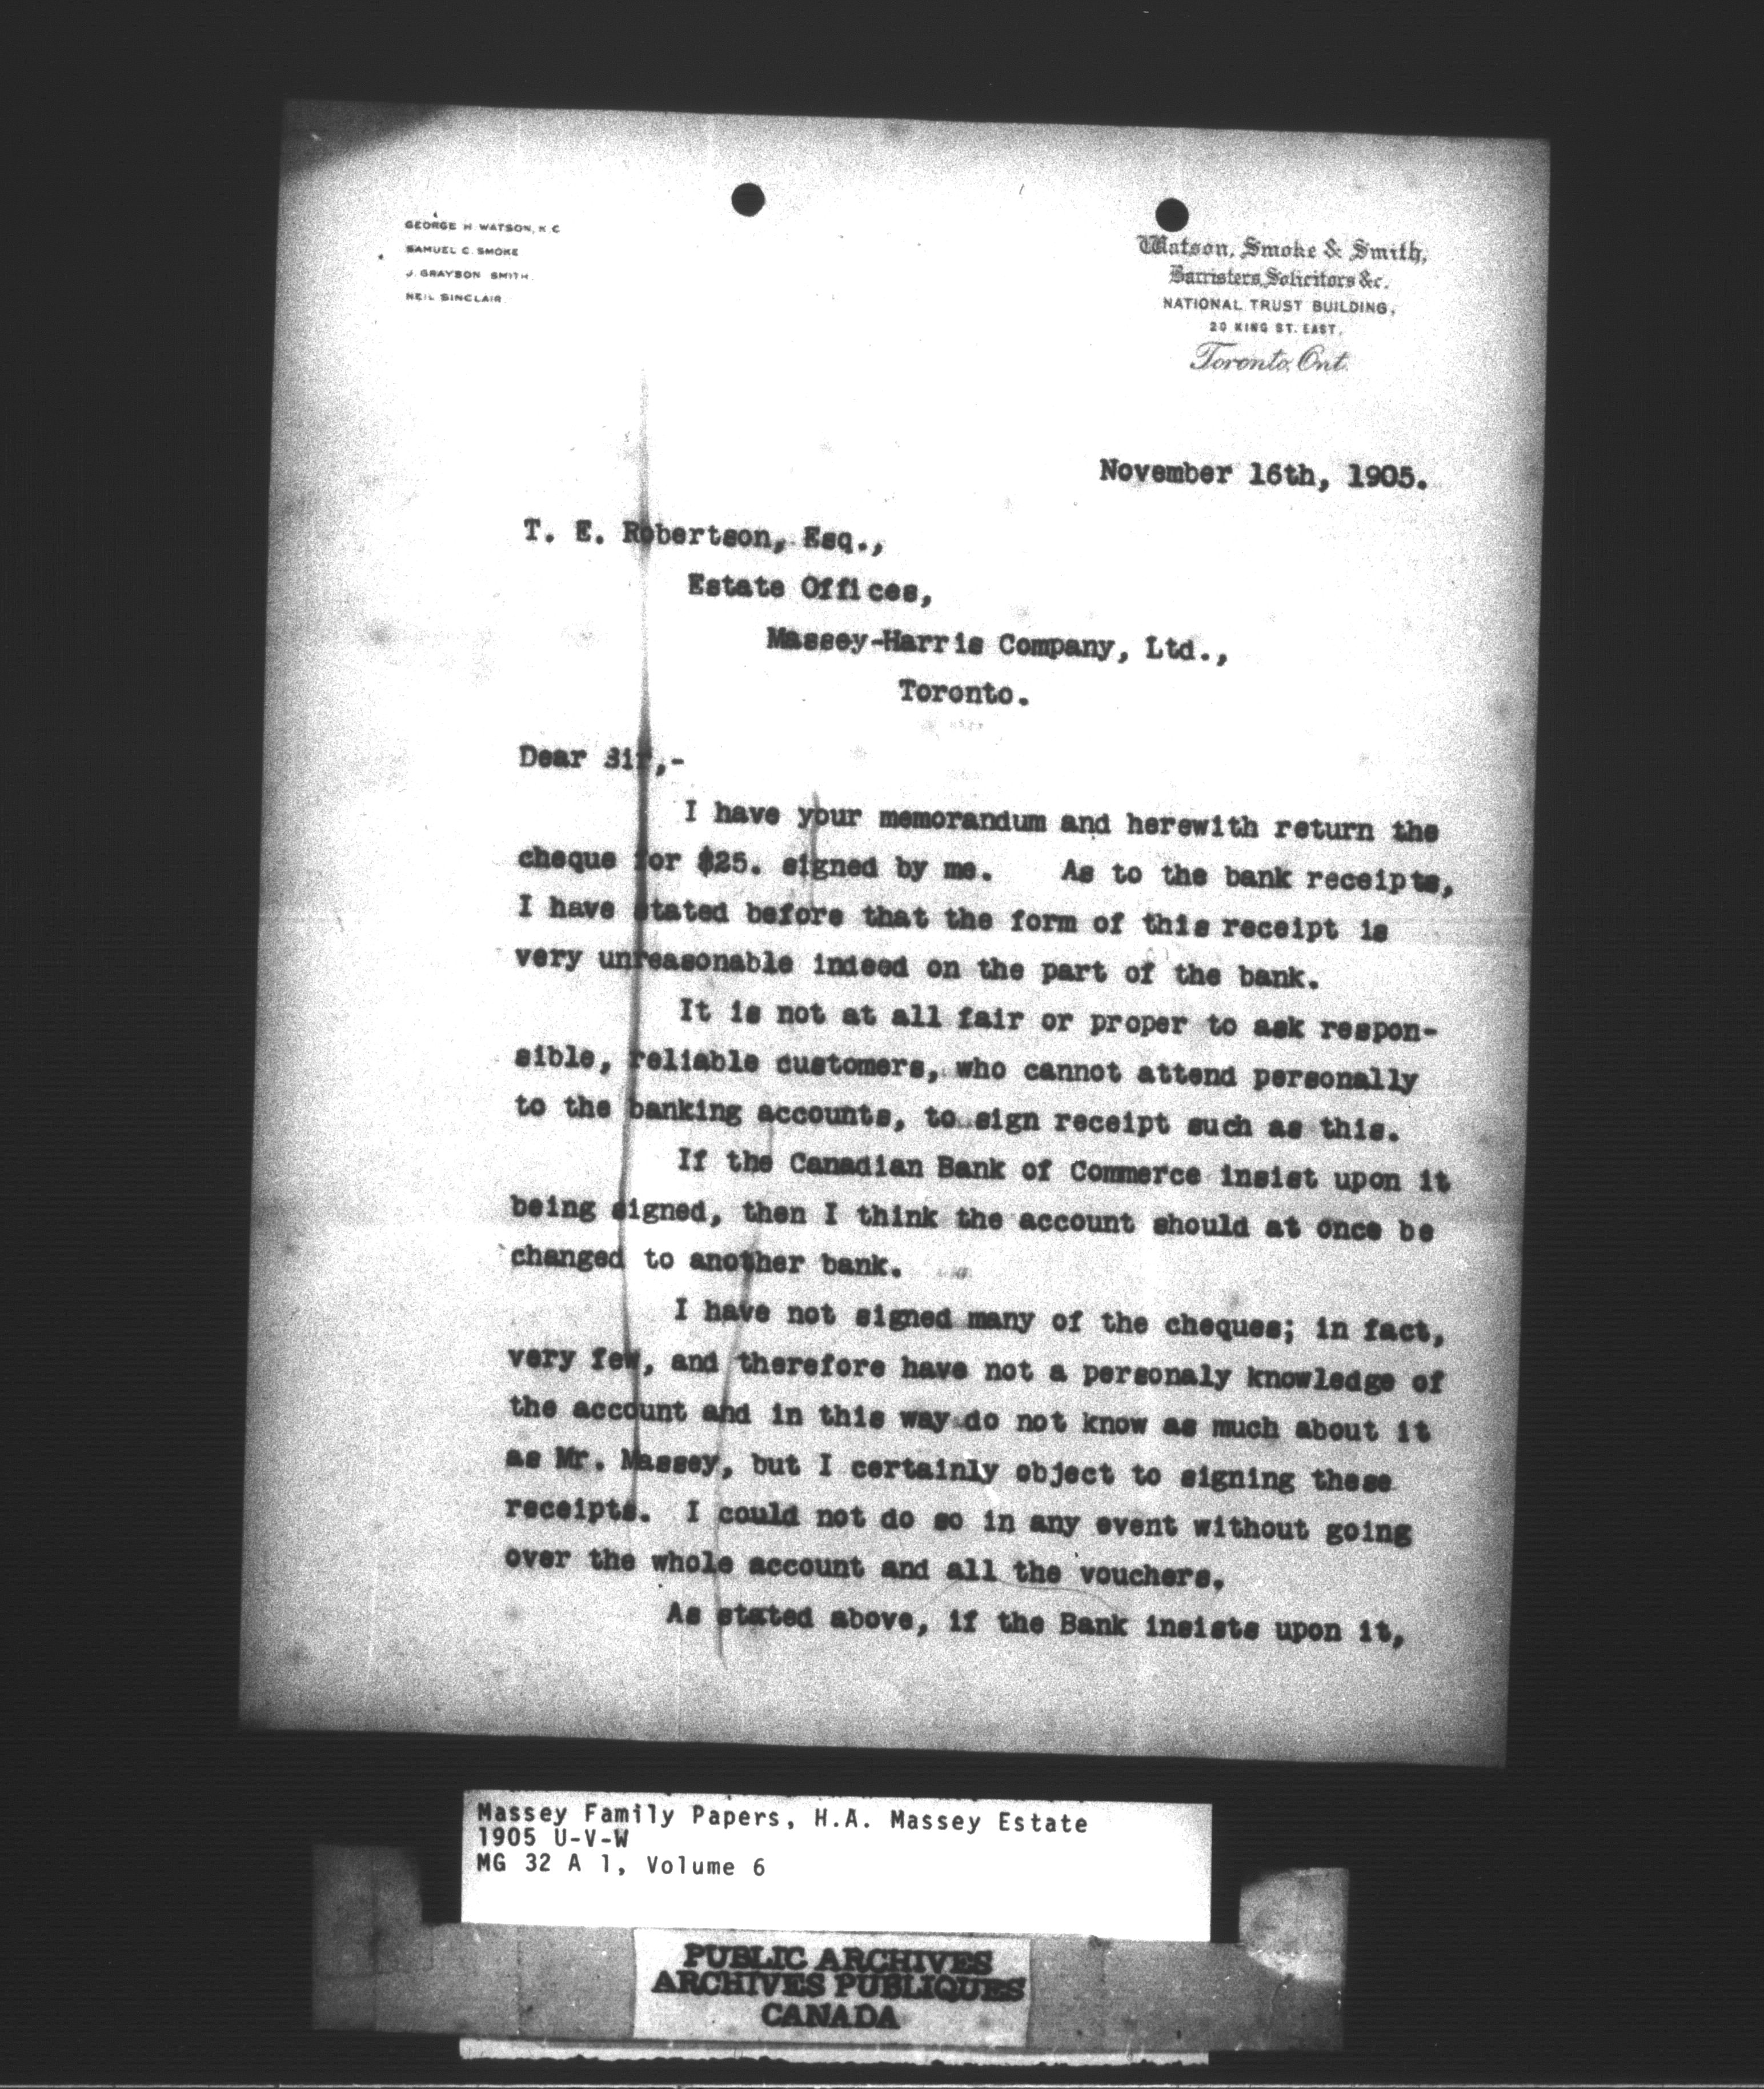 GEORGE H. WATSON, K.C.
SAMUEL C. SMOKE
J. GRAYSON SMITH.
NEIL SINCLAIR
Watson, Smoke & Smith,
Barristers, Solicitors &c.
NATIONAL TRUST BUILDING,
20 KING ST. EAST,
Toronto, Ont.
November 16th, 1905.
T. E. Robertson, Esq.,
Estate Offices,
Massey-Harris Company, Ltd.,
Toronto.
Dear Sir,-
I have your memorandum and herewith return the
cheque for $25. signed by me. As to the bank receipts,
I have stated before that the form of this receipt is
very unreasonable indeed on the part of the bank.
It is not at all fair or proper to ask respon-
sible, reliable customers, who cannot attend personally
to the banking accounts, to sign receipt such as this.
If the Canadian Bank of Commerce insist upon it
being signed, then I think the account should at once be
changed to another bank.
I have not signed many of the cheques; in fact,
very few, and therefore have not a personaly knowledge of
the account and in this way do not know as much about it
as Mr. Massey, but I certainly object to signing these
receipts. I could not do so in any event without going
over the whole account and all the vouchers.
As stated above, if the Bank insists upon it,
Massey Family Papers, H.A. Massey Estate
1905 U-V-W
MG 32 A 1, Volume 6
PUBLIC ARCHIVES
ARCHIVES PUBLIQUES
CANADA